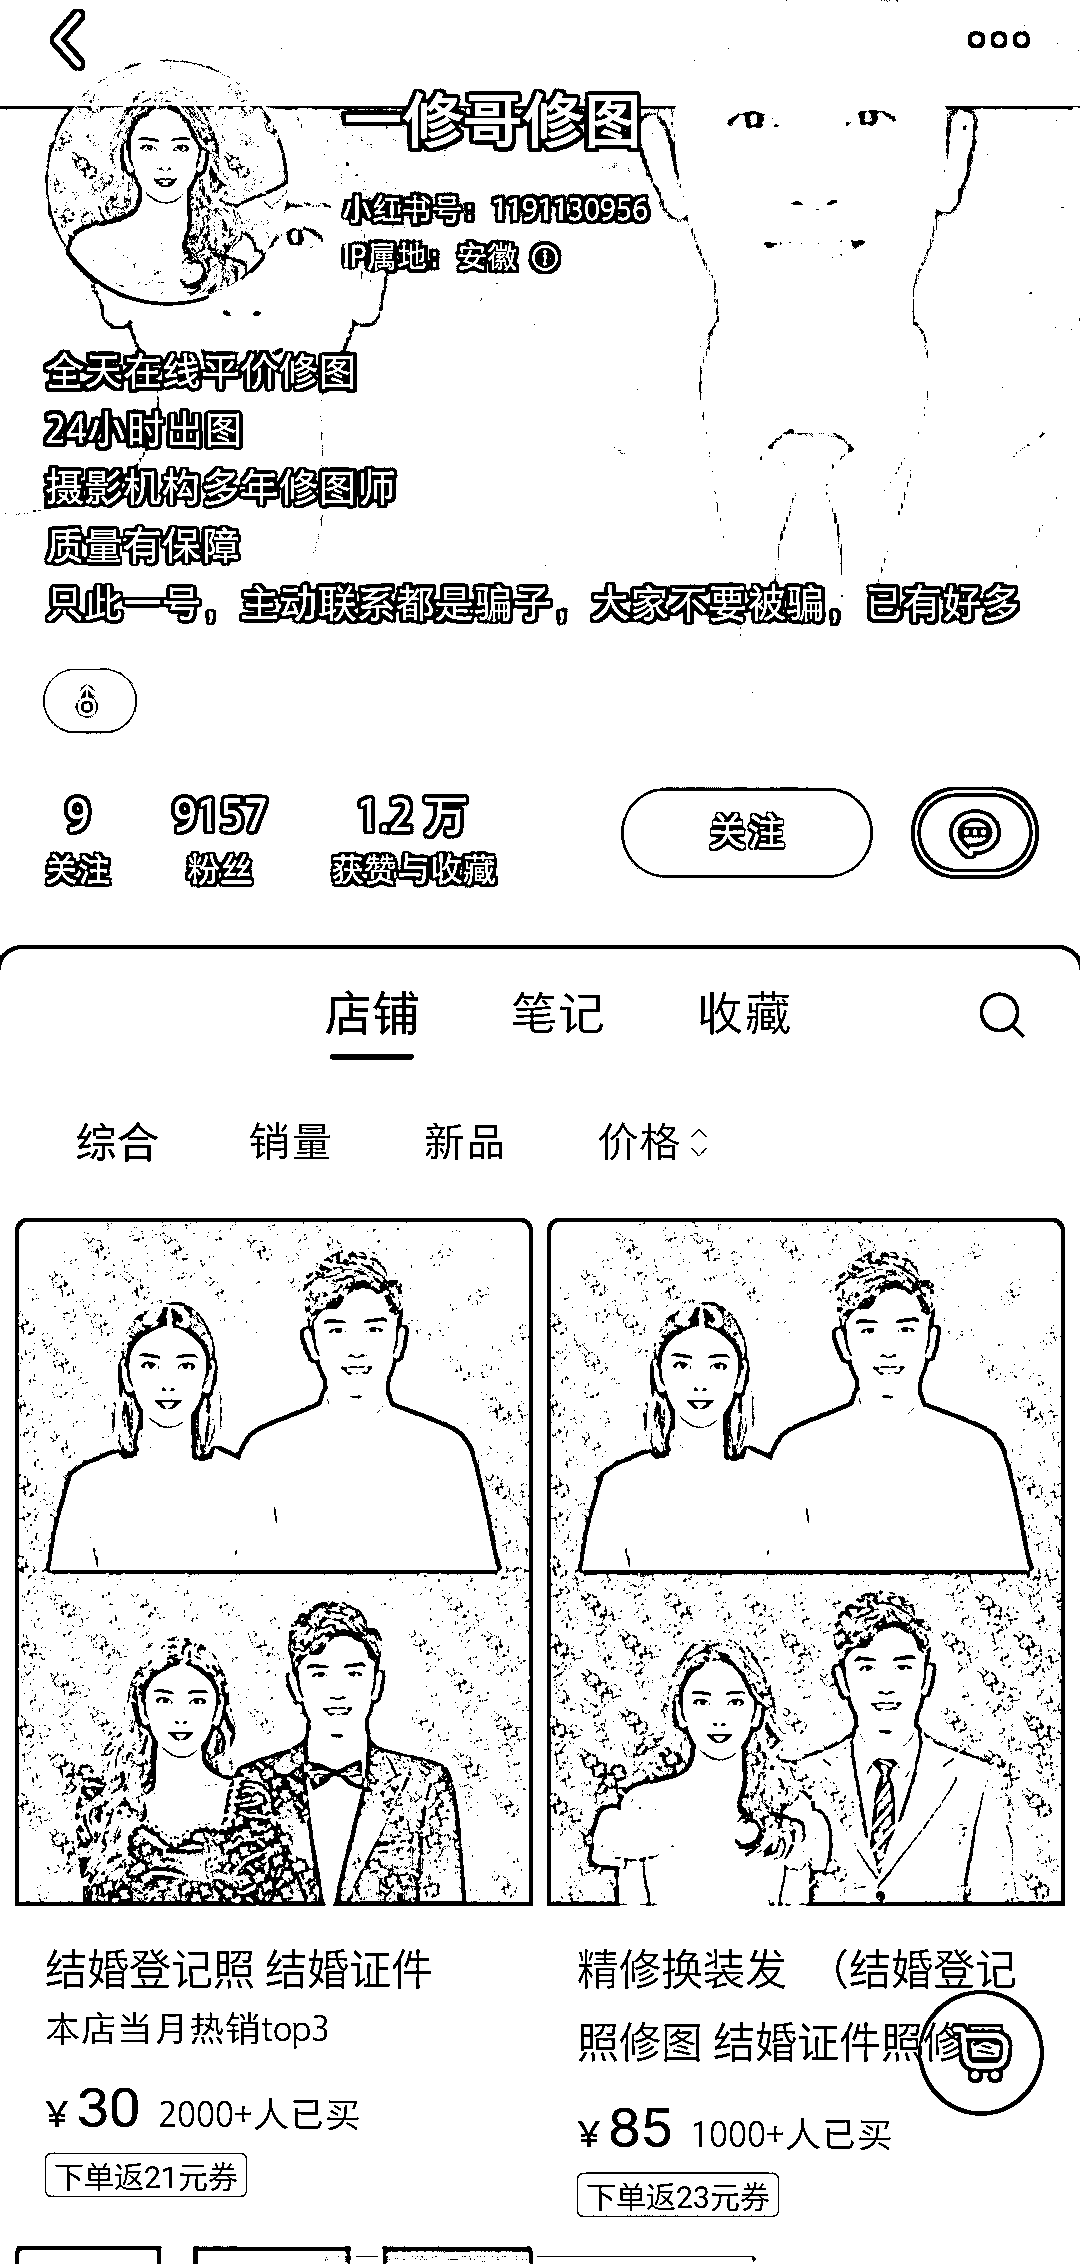 一修哥修图
小红书号：1191130956
IP属地：安徽
全天在线平价修图
24小时出图
摄影机构多年修图师
质量有保障
只此一号，主动联系都是骗子，大家不要被骗，已有好多
9 9157 1.2 万
关注 粉丝 获赞与收藏
关注
店铺 笔记 收藏
综合 销量 新品 价格
结婚登记照 结婚证件
本店当月热销top3
¥30 2000+人已买
下单返21元券
精修换装发 （结婚登记
照修图 结婚证件照修
¥85 1000+人已买
下单返23元券